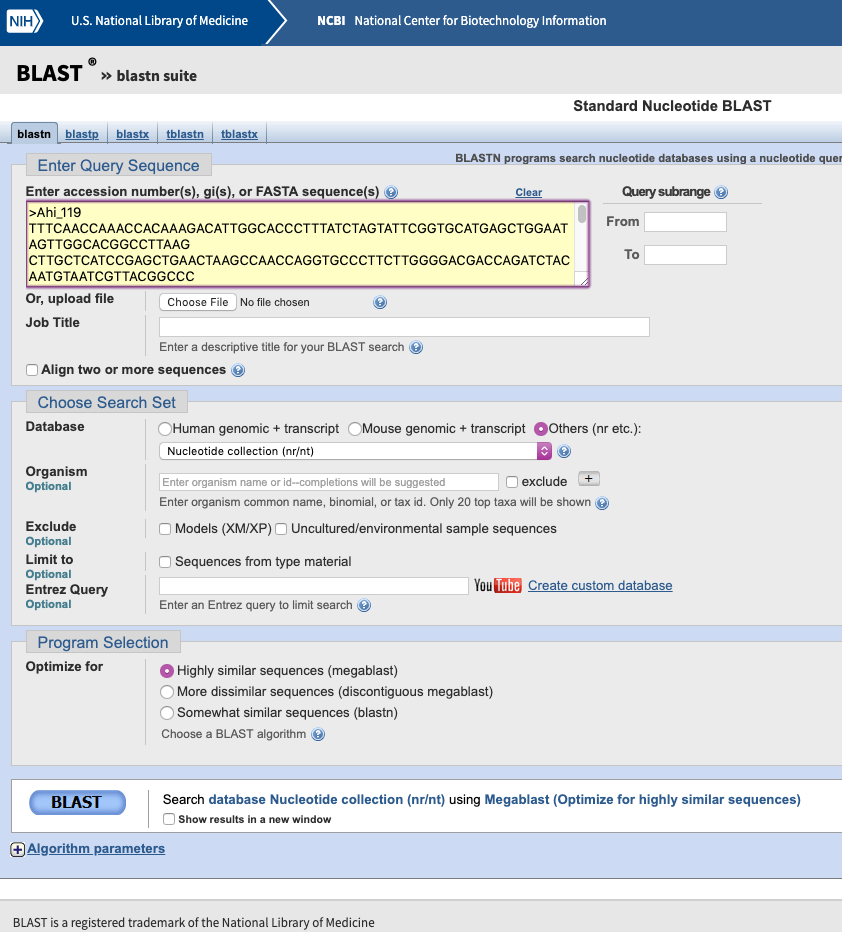 NIH U.S. National Library of Medicine NCBI National Center for Biotechnology Information
BLAST ® » blastn suite
Standard Nucleotide BLAST
blastn blastp blastx tblastn tblastx
BLASTN programs search nucleotide databases using a nucleotide quer
Enter Query Sequence
Enter accession number(s), gi(s), or FASTA sequence(s) Clear Query subrange
>Ahi_119
TTTCAACCAAACCACAAAGACATTGGCACCCTTTATCTAGTATTCGGTGCATGAGCTGGAAT
AGTTGGCACGGCCTTAAG
CTTGCTCATCCGAGCTGAACTAAGCCAACCAGGTGCCCTTCTTGGGGACGACCAGATCTAC
AATGTAATCGTTACGGCCC
From
To
Or, upload file Choose File No file chosen
Job Title
Enter a descriptive title for your BLAST search
Align two or more sequences
Choose Search Set
Database Human genomic + transcript Mouse genomic + transcript Others (nr etc.):
Nucleotide collection (nr/nt)
Organism
Optional
Enter organism name or id--completions will be suggested exclude +
Enter organism common name, binomial, or tax id. Only 20 top taxa will be shown
Exclude
Optional
Models (XM/XP) Uncultured/environmental sample sequences
Limit to
Optional
Sequences from type material
Entrez Query
Optional
YouTube Create custom database
Enter an Entrez query to limit search
Program Selection
Optimize for
Highly similar sequences (megablast)
More dissimilar sequences (discontiguous megablast)
Somewhat similar sequences (blastn)
Choose a BLAST algorithm
BLAST Search database Nucleotide collection (nr/nt) using Megablast (Optimize for highly similar sequences)
Show results in a new window
+ Algorithm parameters
BLAST is a registered trademark of the National Library of Medicine